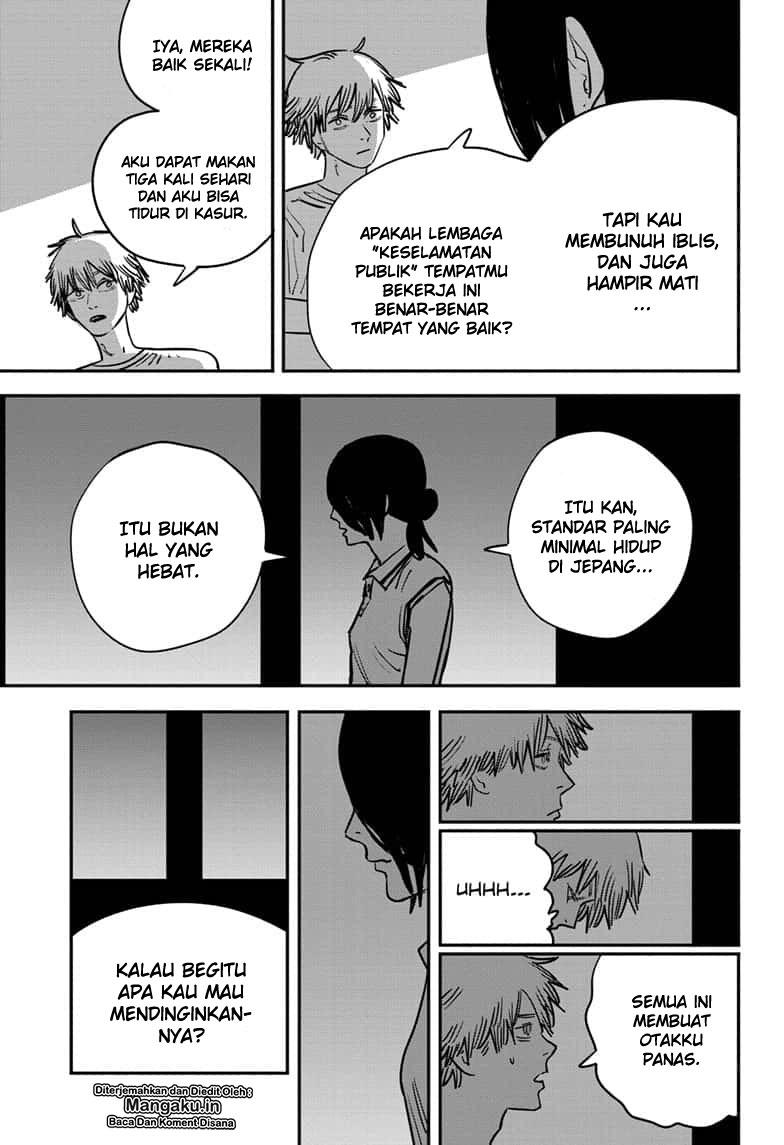 TAPI KAU
MEMBUNUH IBLIS,
DAN JUGA
HAMPIR MATI
...
APAKAH LEMBAGA
"KESELAMATAN
PUBLIK" TEMPATMU
BEKERJA INI
BENAR-BENAR
TEMPAT YANG BAIK?
IYA, MEREKA
BAIK SEKALI!
AKU DAPAT MAKAN
TIGA KALI SEHARI
DAN AKU BISA
TIDUR DI KASUR.
ITU KAN,
STANDAR PALING
MINIMAL HIDUP
DI JEPANG...
ITU BUKAN
HAL YANG
HEBAT.
UHHH...
SEMUA INI
MEMBUAT
OTAKKU
PANAS.
KALAU BEGITU
APA KAU MAU
MENDINGINKAN-
NYA?
Diterjemahkan dan Diedit Oleh :
Mangaku.in
Baca Dan Koment Disana